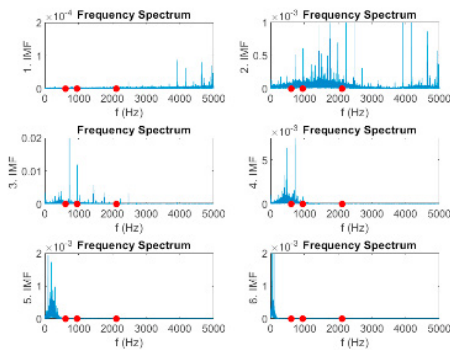 ×10⁻⁴ Frequency Spectrum
2
1
0
1. IMF
0 1000 2000 3000 4000 5000
f (Hz)
×10⁻³ Frequency Spectrum
1
0.5
0
2. IMF
0 1000 2000 3000 4000 5000
f (Hz)
Frequency Spectrum
0.02
0.01
0
3. IMF
0 1000 2000 3000 4000 5000
f (Hz)
×10⁻³ Frequency Spectrum
5
0
4. IMF
0 1000 2000 3000 4000 5000
f (Hz)
×10⁻³ Frequency Spectrum
2
1
0
5. IMF
0 1000 2000 3000 4000 5000
f (Hz)
×10⁻³ Frequency Spectrum
2
1
0
6. IMF
0 1000 2000 3000 4000 5000
f (Hz)